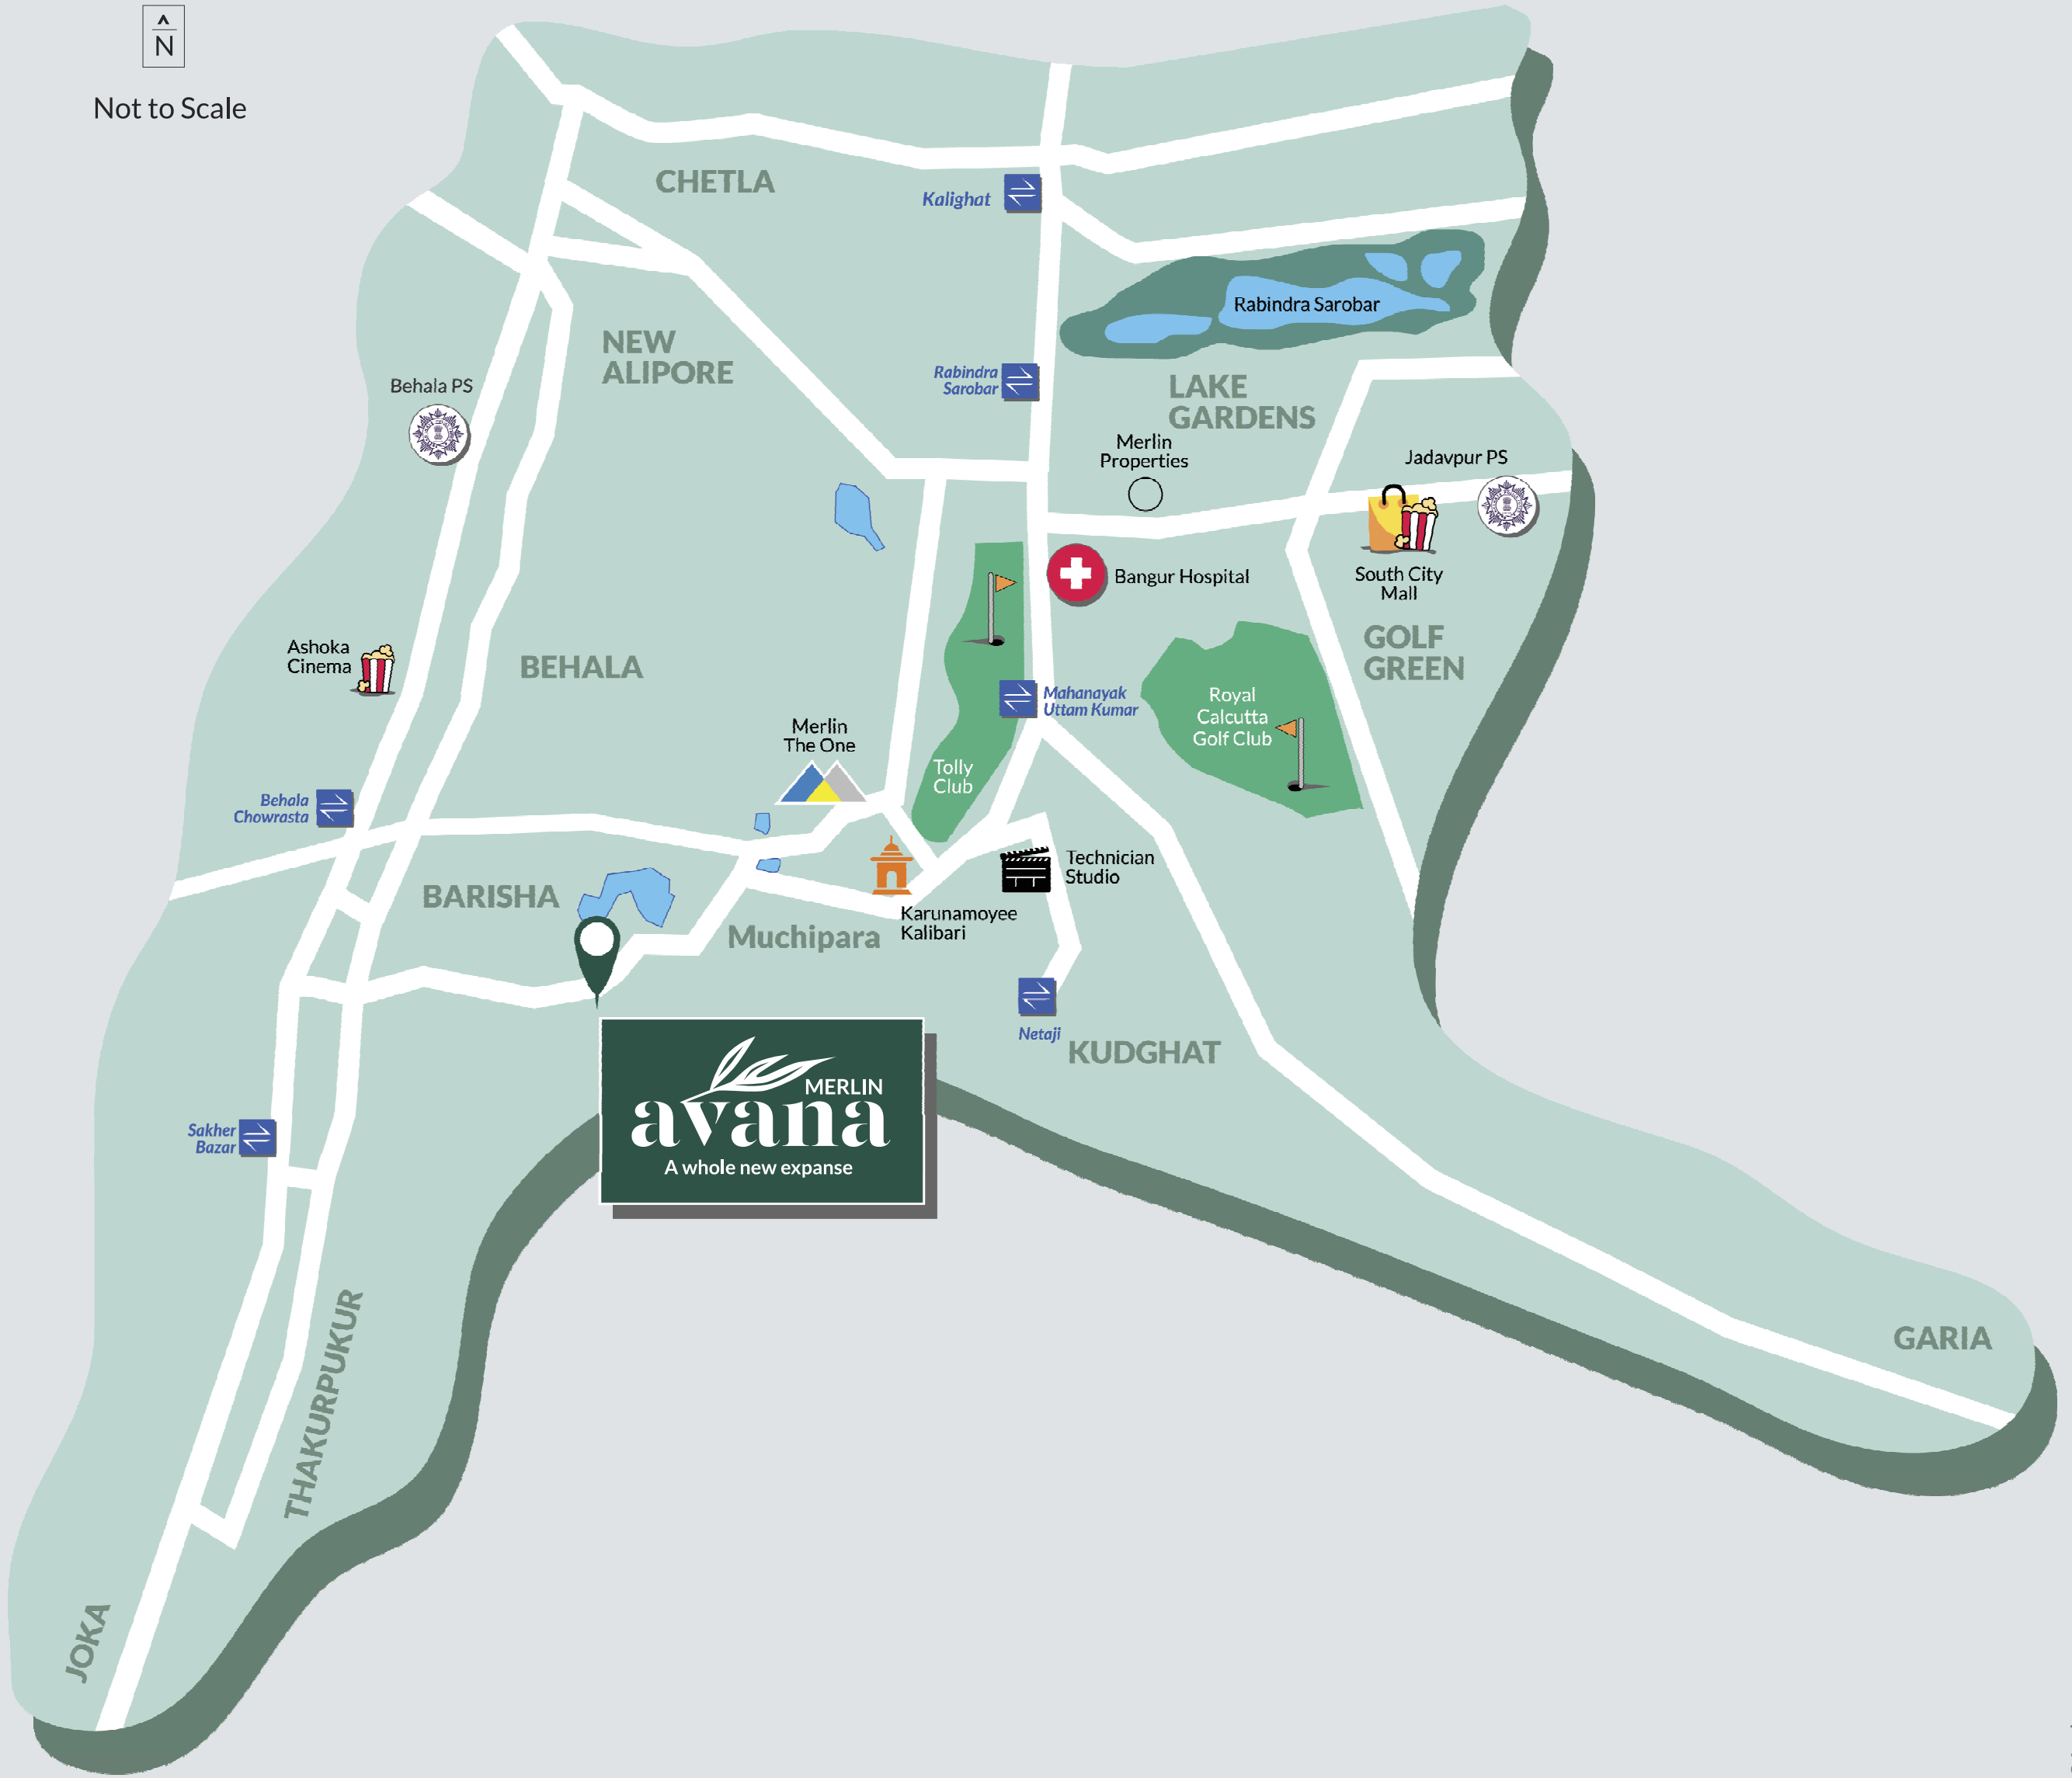 N
Not to Scale
CHETLA
Kalighat
Rabindra Sarobar
NEW
ALIPORE
Rabindra
Sarobar
LAKE
GARDENS
Behala PS
Merlin
Properties
Jadavpur PS
Bangur Hospital
South City
Mall
GOLF
GREEN
Ashoka
Cinema
BEHALA
Mahanayak
Uttam Kumar
Royal
Calcutta
Golf Club
Merlin
The One
Tolly
Club
Behala
Chowrasta
Technician
Studio
BARISHA
Karunamoyee
Kalibari
Muchipara
Netaji
KUDGHAT
MERLIN
avana
A whole new expanse
Sakher
Bazar
THAKURPUKUR
GARIA
JOKA